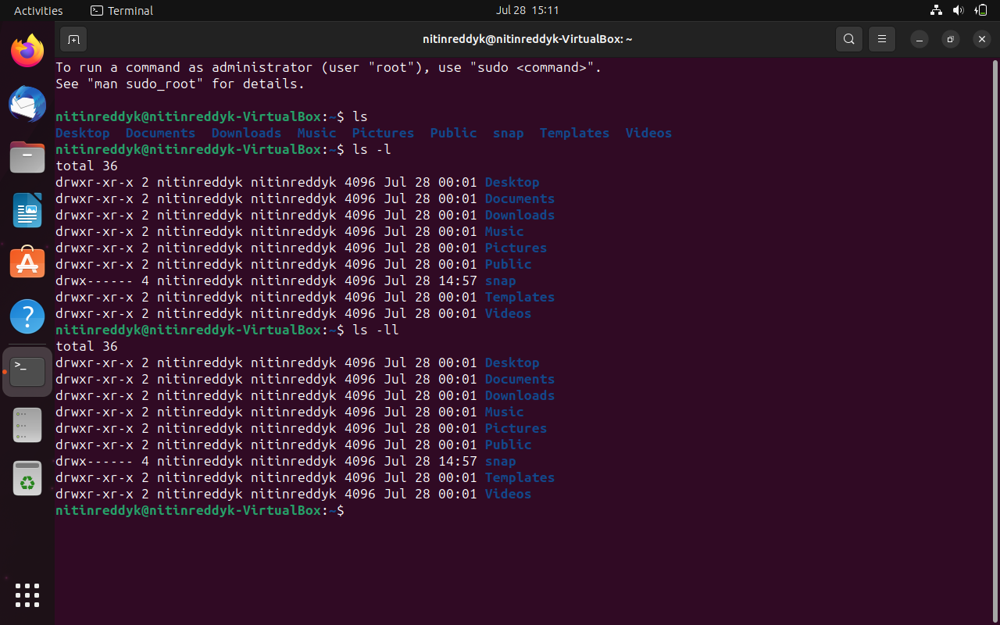 Activities Terminal Jul 28 15:11
nitinreddyk@nitinreddyk-VirtualBox: ~
To run a command as administrator (user "root"), use "sudo <command>".
See "man sudo_root" for details.
nitinreddyk@nitinreddyk-VirtualBox:~$ ls
Desktop Documents Downloads Music Pictures Public snap Templates Videos
nitinreddyk@nitinreddyk-VirtualBox:~$ ls -l
total 36
drwxr-xr-x 2 nitinreddyk nitinreddyk 4096 Jul 28 00:01 Desktop
drwxr-xr-x 2 nitinreddyk nitinreddyk 4096 Jul 28 00:01 Documents
drwxr-xr-x 2 nitinreddyk nitinreddyk 4096 Jul 28 00:01 Downloads
drwxr-xr-x 2 nitinreddyk nitinreddyk 4096 Jul 28 00:01 Music
drwxr-xr-x 2 nitinreddyk nitinreddyk 4096 Jul 28 00:01 Pictures
drwxr-xr-x 2 nitinreddyk nitinreddyk 4096 Jul 28 00:01 Public
drwx------ 4 nitinreddyk nitinreddyk 4096 Jul 28 14:57 snap
drwxr-xr-x 2 nitinreddyk nitinreddyk 4096 Jul 28 00:01 Templates
drwxr-xr-x 2 nitinreddyk nitinreddyk 4096 Jul 28 00:01 Videos
nitinreddyk@nitinreddyk-VirtualBox:~$ ls -ll
total 36
drwxr-xr-x 2 nitinreddyk nitinreddyk 4096 Jul 28 00:01 Desktop
drwxr-xr-x 2 nitinreddyk nitinreddyk 4096 Jul 28 00:01 Documents
drwxr-xr-x 2 nitinreddyk nitinreddyk 4096 Jul 28 00:01 Downloads
drwxr-xr-x 2 nitinreddyk nitinreddyk 4096 Jul 28 00:01 Music
drwxr-xr-x 2 nitinreddyk nitinreddyk 4096 Jul 28 00:01 Pictures
drwxr-xr-x 2 nitinreddyk nitinreddyk 4096 Jul 28 00:01 Public
drwx------ 4 nitinreddyk nitinreddyk 4096 Jul 28 14:57 snap
drwxr-xr-x 2 nitinreddyk nitinreddyk 4096 Jul 28 00:01 Templates
drwxr-xr-x 2 nitinreddyk nitinreddyk 4096 Jul 28 00:01 Videos
nitinreddyk@nitinreddyk-VirtualBox:~$